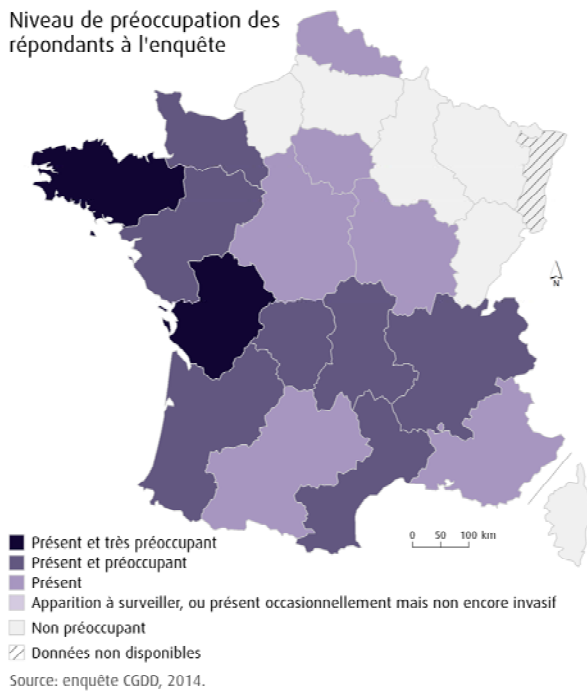 Niveau de préoccupation des
répondants à l'enquête
N
0 50 100 km
Présent et très préoccupant
Présent et préoccupant
Présent
Apparition à surveiller, ou présent occasionnellement mais non encore invasif
Non préoccupant
Données non disponibles
Source: enquête CGDD, 2014.